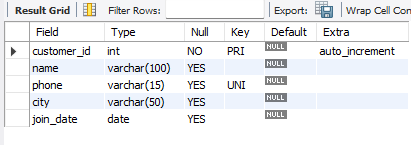 Result Grid Filter Rows: Export: Wrap Cell Con
Field Type Null Key Default Extra
customer_id int NO PRI NULL auto_increment
name varchar(100) YES NULL
phone varchar(15) YES UNI NULL
city varchar(50) YES NULL
join_date date YES NULL